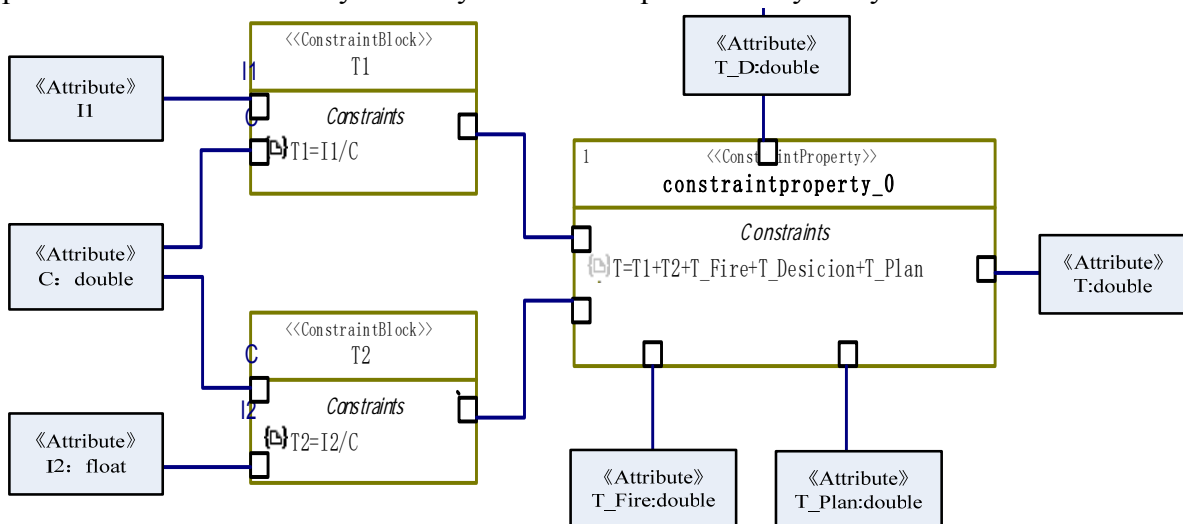 <<ConstraintBlock>>
T1
I1
C
Constraints
{}T1=I1/C
《Attribute》
I1
《Attribute》
C：double
《Attribute》
I2：float
<<ConstraintBlock>>
T2
C
I2
Constraints
{}T2=I2/C
《Attribute》
T_D:double
1
<<ConstraintProperty>>
constraintproperty_0
Constraints
{}T=T1+T2+T_Fire+T_Desicion+T_Plan
《Attribute》
T:double
《Attribute》
T_Fire:double
《Attribute》
T_Plan:double